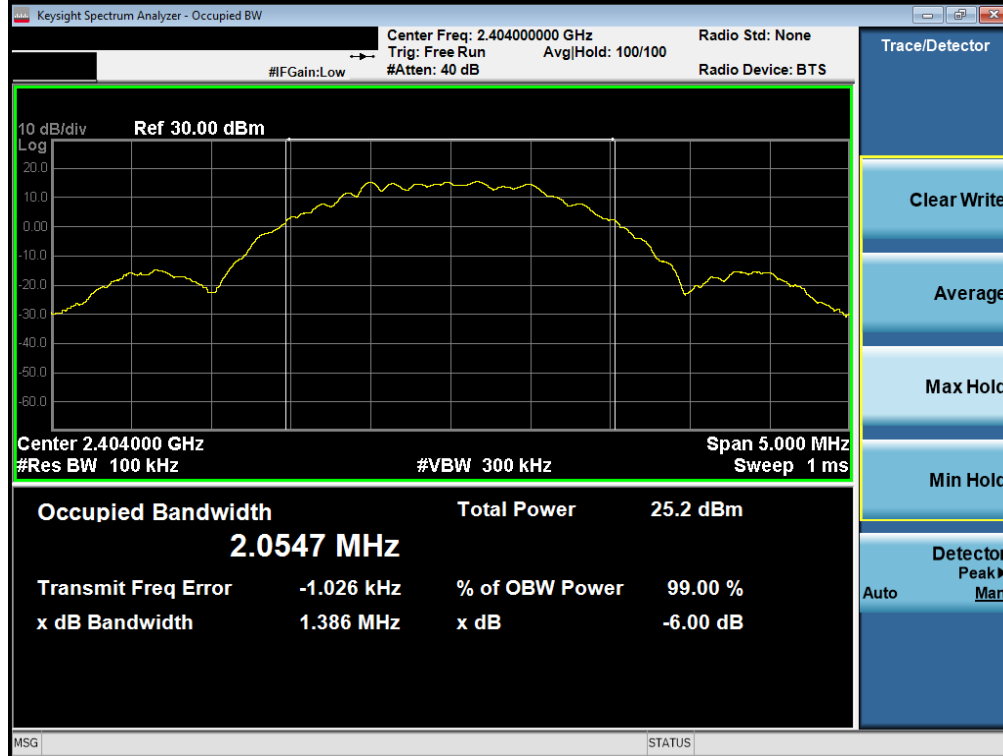 Keysight Spectrum Analyzer - Occupied BW
Center Freq: 2.404000000 GHz
Radio Std: None
Trig: Free Run
Avg|Hold: 100/100
#IFGain:Low
#Atten: 40 dB
Radio Device: BTS
Trace/Detector
10 dB/div
Ref 30.00 dBm
Log
20.0
10.0
0.00
-10.0
-20.0
-30.0
-40.0
-50.0
-60.0
Center 2.404000 GHz
Span 5.000 MHz
#Res BW 100 kHz
#VBW 300 kHz
Sweep 1 ms
Occupied Bandwidth
Total Power 25.2 dBm
2.0547 MHz
Transmit Freq Error -1.026 kHz
% of OBW Power 99.00 %
x dB Bandwidth 1.386 MHz
x dB -6.00 dB
Clear Write
Average
Max Hold
Min Hold
Detector
Peak
Auto Man
MSG
STATUS